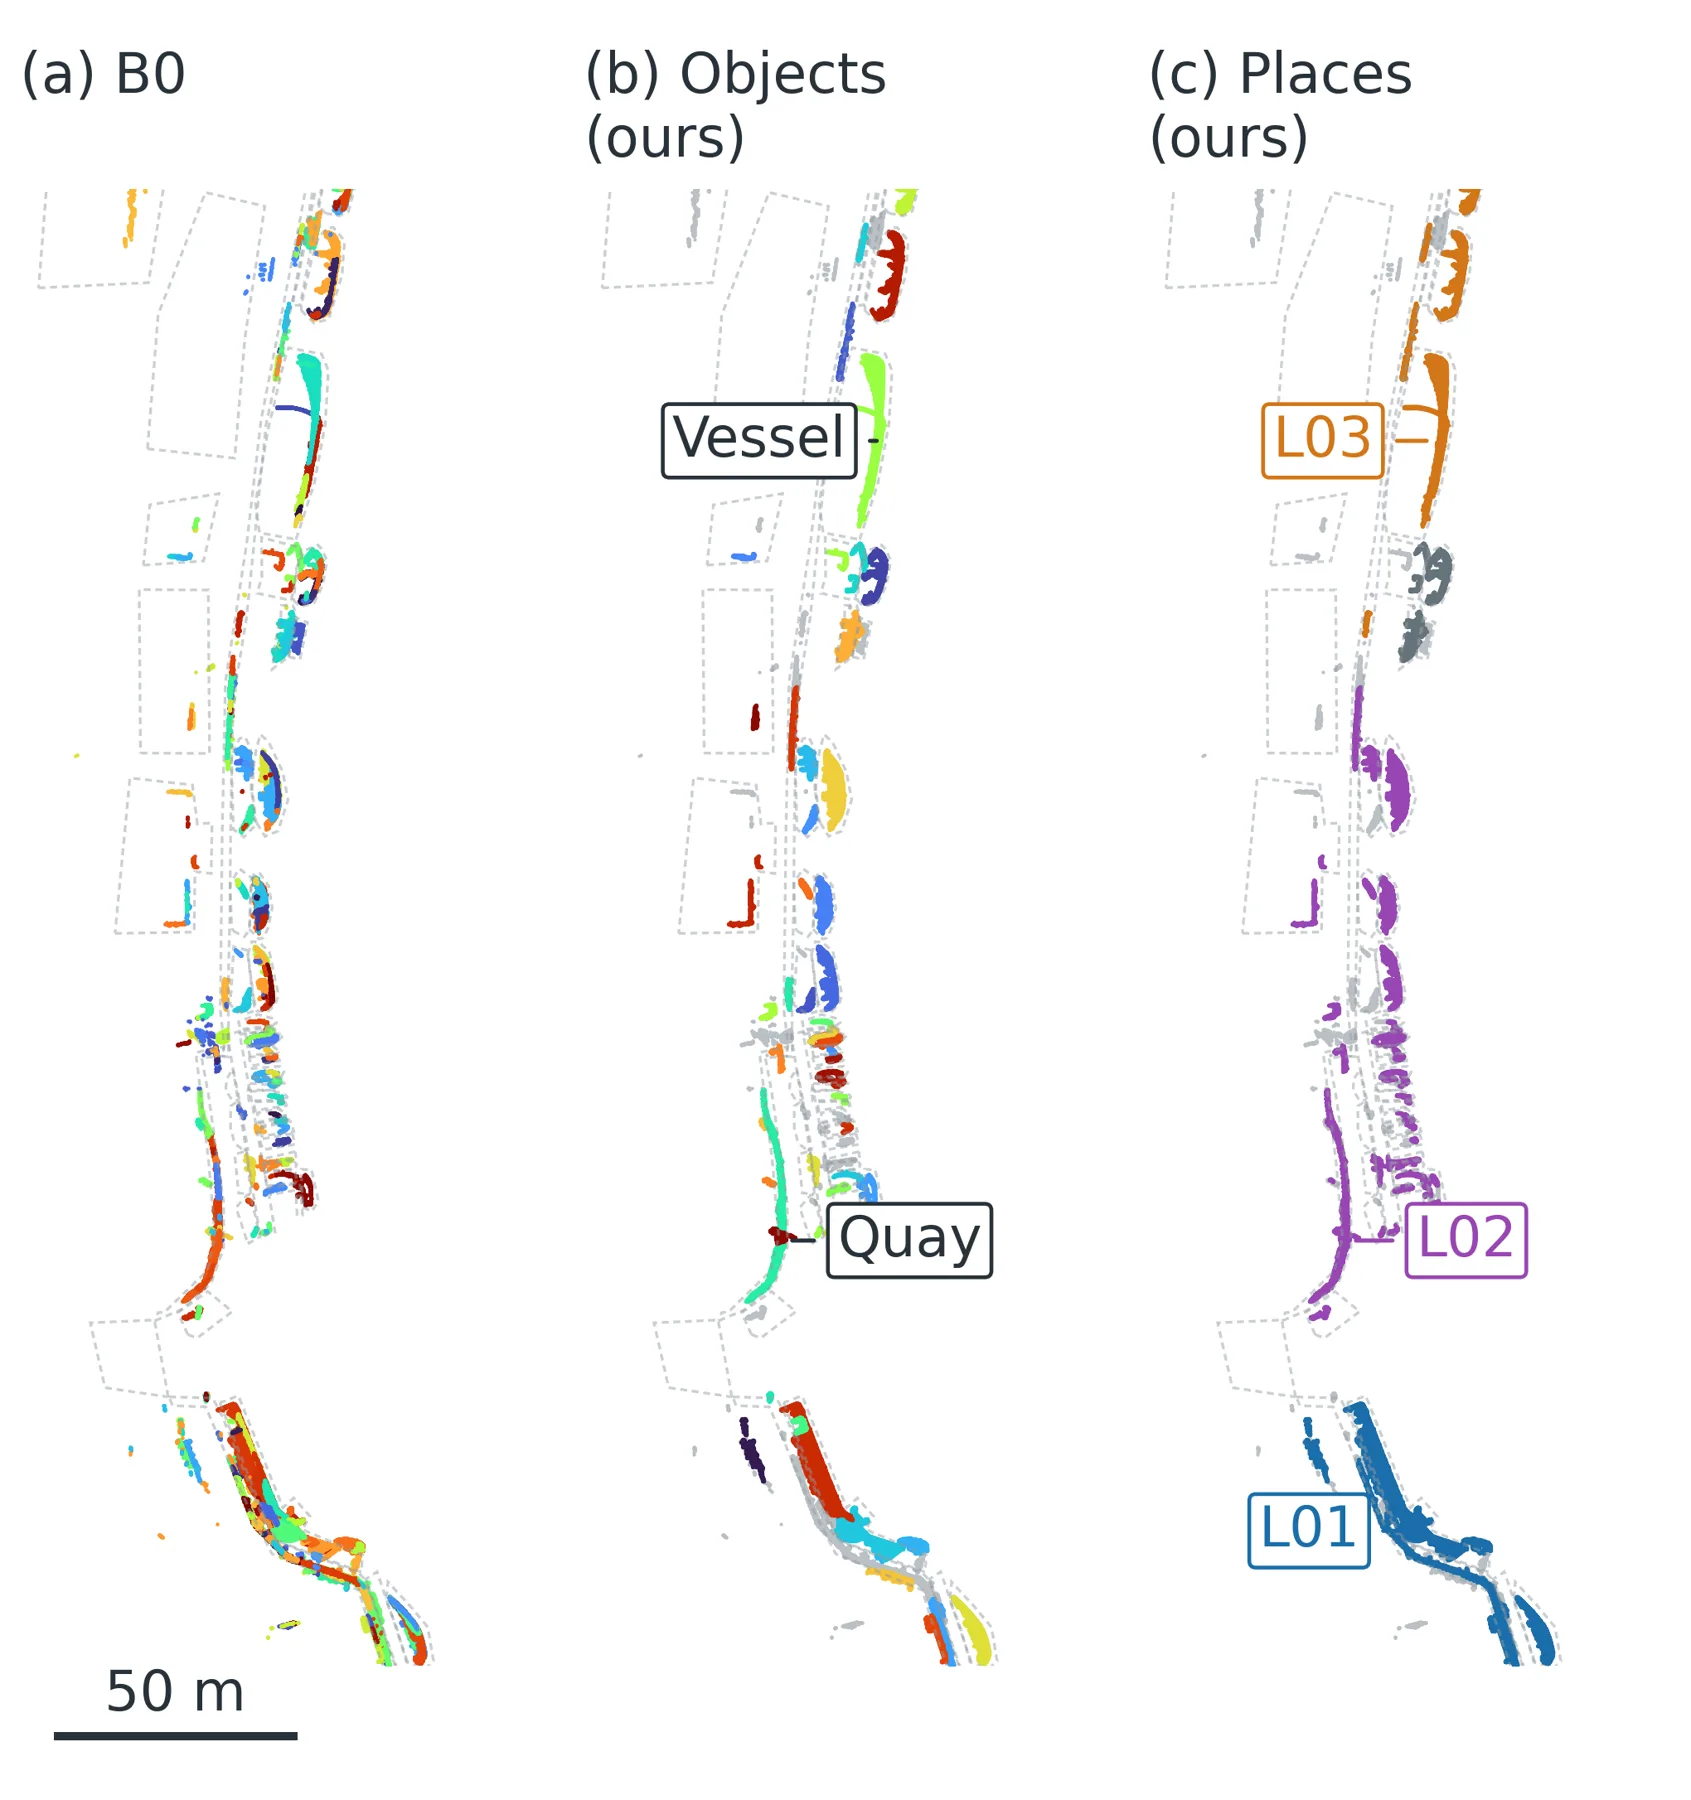 (a) B0
(b) Objects
(ours)
(c) Places
(ours)
Vessel
L03
Quay
L02
L01
50 m